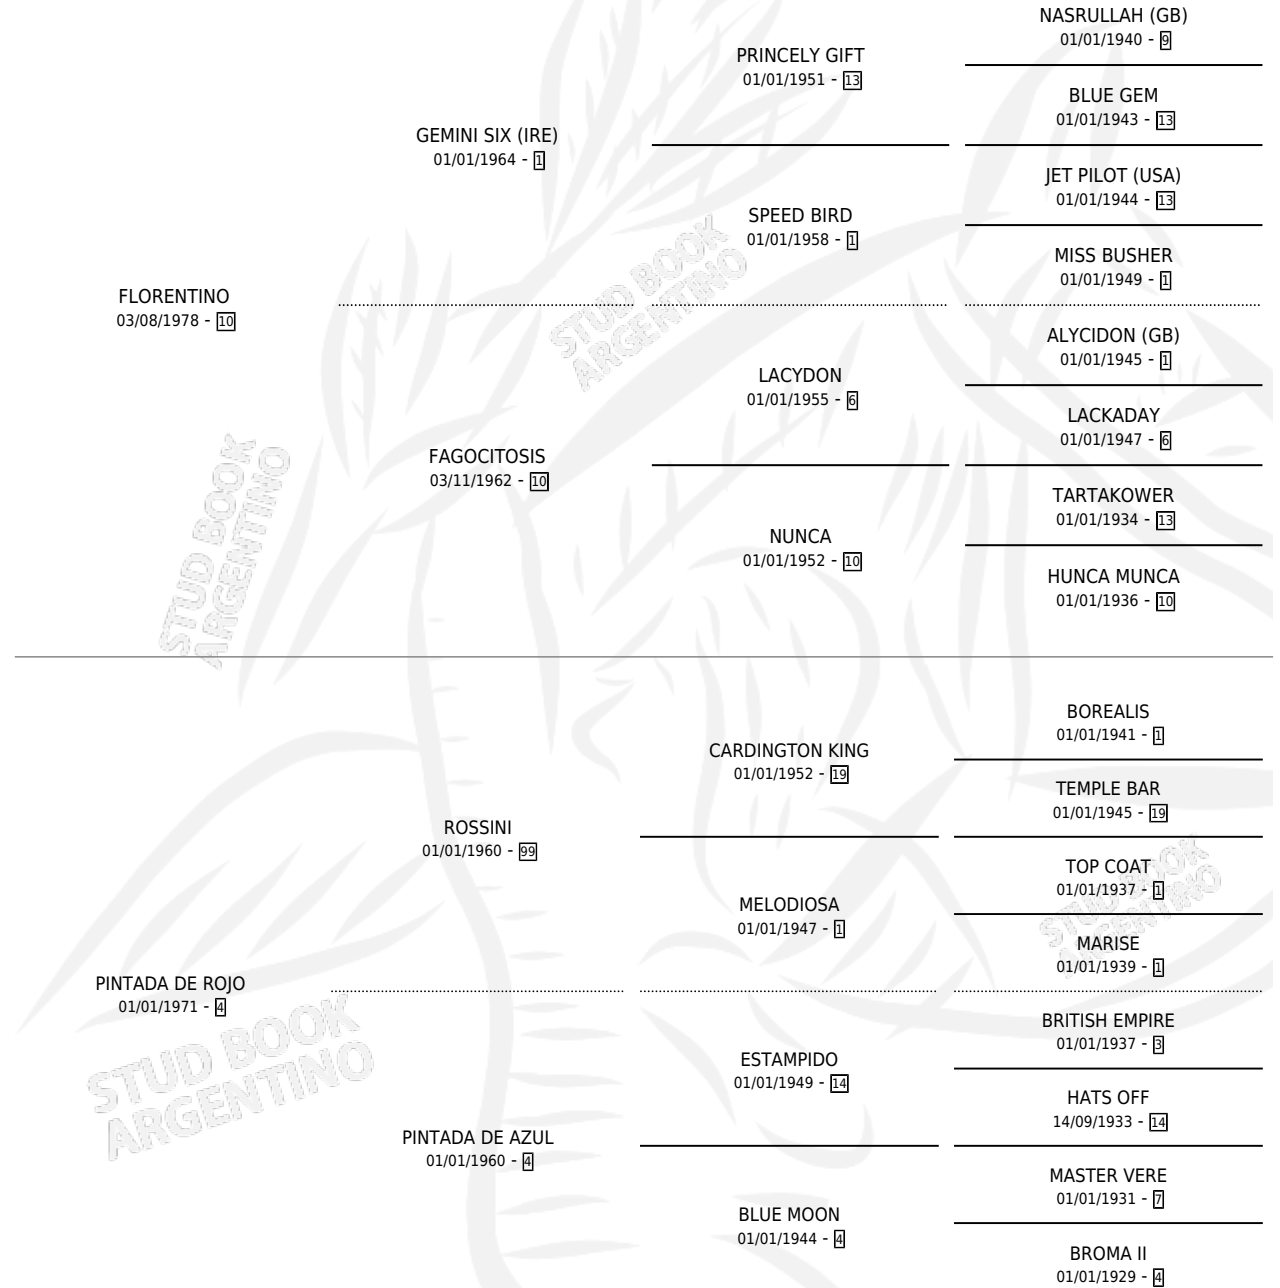 NASRULLAH (GB)
01/01/1940 - 9
PRINCELY GIFT
01/01/1951 - 13
BLUE GEM
01/01/1943 - 13
GEMINI SIX (IRE)
01/01/1964 - 1
JET PILOT (USA)
01/01/1944 - 13
SPEED BIRD
01/01/1958 - 1
MISS BUSHER
01/01/1949 - 1
FLORENTINO
03/08/1978 - 10
ALYCIDON (GB)
01/01/1945 - 1
LACYDON
01/01/1955 - 6
LACKADAY
01/01/1947 - 6
FAGOCITOSIS
03/11/1962 - 10
TARTAKOWER
01/01/1934 - 13
NUNCA
01/01/1952 - 10
HUNCA MUNCA
01/01/1936 - 10
BOREALIS
01/01/1941 - 1
CARDINGTON KING
01/01/1952 - 19
TEMPLE BAR
01/01/1945 - 19
ROSSINI
01/01/1960 - 99
TOP COAT
01/01/1937 - 1
MELODIOSA
01/01/1947 - 1
MARISE
01/01/1939 - 1
PINTADA DE ROJO
01/01/1971 - 4
BRITISH EMPIRE
01/01/1937 - 3
ESTAMPIDO
01/01/1949 - 14
HATS OFF
14/09/1933 - 14
PINTADA DE AZUL
01/01/1960 - 4
MASTER VERE
01/01/1931 - 7
BLUE MOON
01/01/1944 - 4
BROMA II
01/01/1929 - 4
STUD BOOK
ARGENTINO
STUD BOOK
ARGENTINO
STUD BOOK
ARGENTINO
STUD BOOK
ARGENTINO